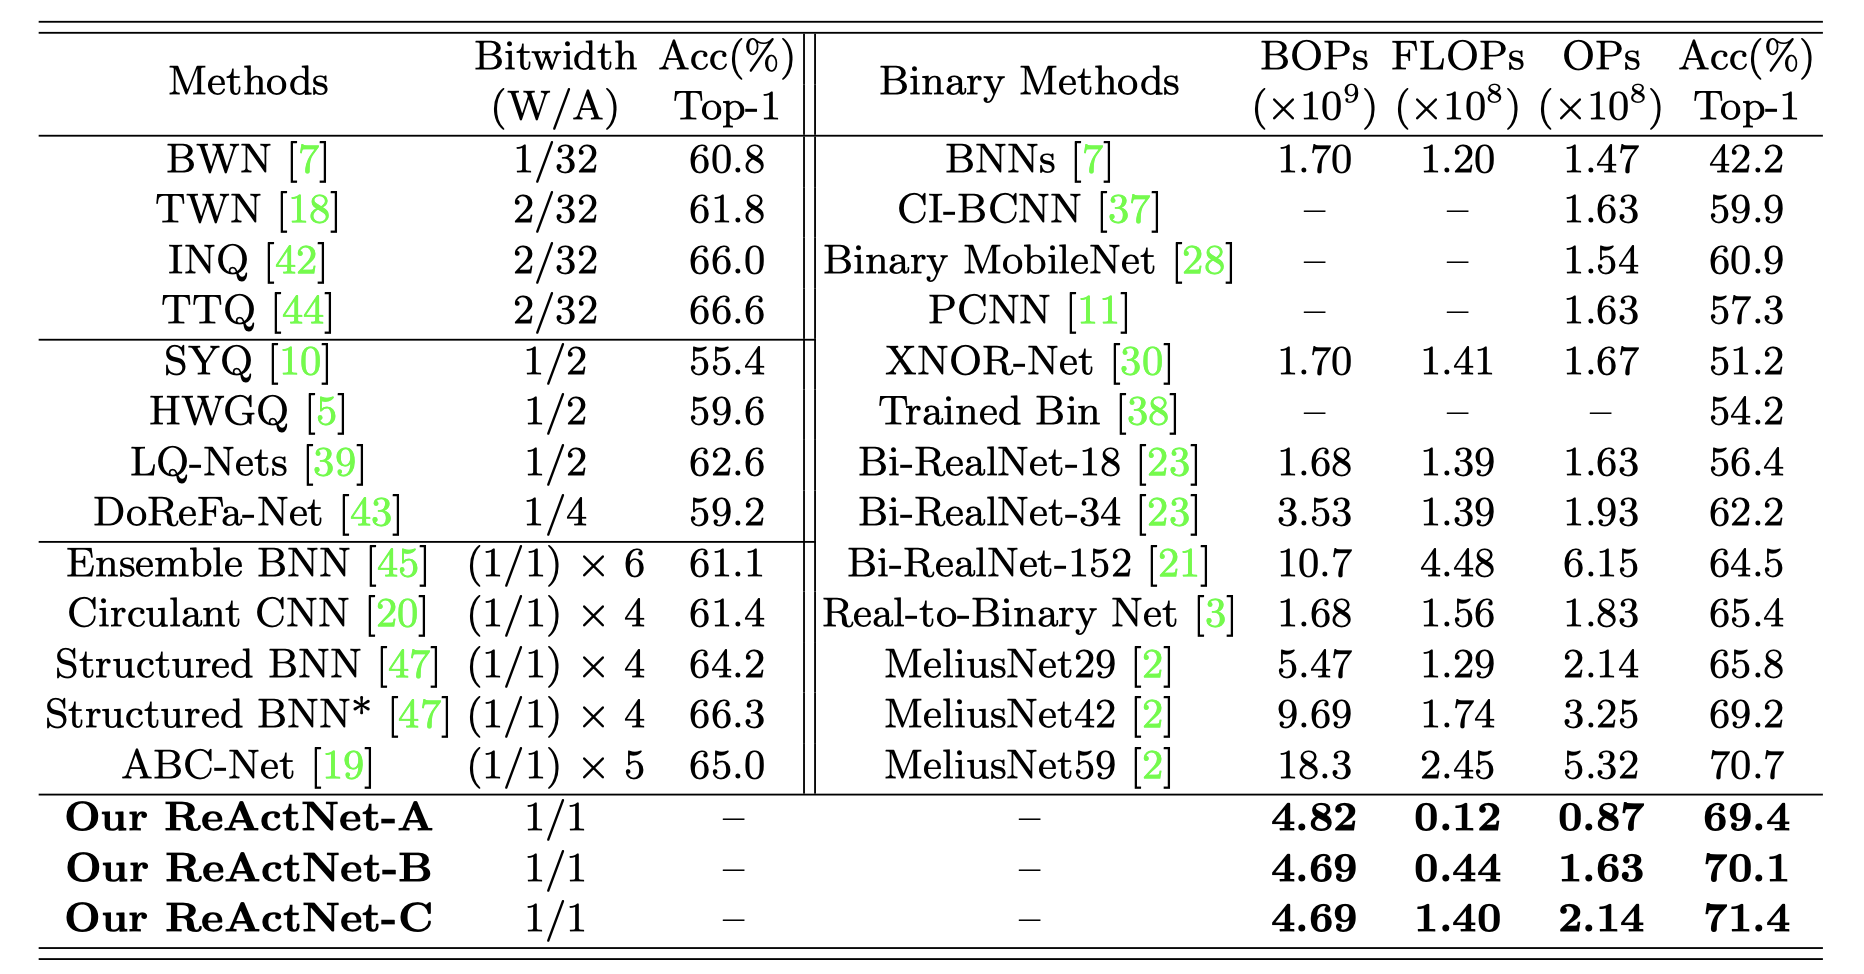 Methods Bitwidth (W/A) Acc(%) Top-1 Binary Methods BOPs (×10⁹) FLOPs (×10⁸) OPs (×10⁸) Acc(%) Top-1
BWN [7] 1/32 60.8 BNNs [7] 1.70 1.20 1.47 42.2
TWN [18] 2/32 61.8 CI-BCNN [37] – – 1.63 59.9
INQ [42] 2/32 66.0 Binary MobileNet [28] – – 1.54 60.9
TTQ [44] 2/32 66.6 PCNN [11] – – 1.63 57.3
SYQ [10] 1/2 55.4 XNOR-Net [30] 1.70 1.41 1.67 51.2
HWGQ [5] 1/2 59.6 Trained Bin [38] – – – 54.2
LQ-Nets [39] 1/2 62.6 Bi-RealNet-18 [23] 1.68 1.39 1.63 56.4
DoReFa-Net [43] 1/4 59.2 Bi-RealNet-34 [23] 3.53 1.39 1.93 62.2
Ensemble BNN [45] (1/1) × 6 61.1 Bi-RealNet-152 [21] 10.7 4.48 6.15 64.5
Circulant CNN [20] (1/1) × 4 61.4 Real-to-Binary Net [3] 1.68 1.56 1.83 65.4
Structured BNN [47] (1/1) × 4 64.2 MeliusNet29 [2] 5.47 1.29 2.14 65.8
Structured BNN* [47] (1/1) × 4 66.3 MeliusNet42 [2] 9.69 1.74 3.25 69.2
ABC-Net [19] (1/1) × 5 65.0 MeliusNet59 [2] 18.3 2.45 5.32 70.7
Our ReActNet-A 1/1 – – 4.82 0.12 0.87 69.4
Our ReActNet-B 1/1 – – 4.69 0.44 1.63 70.1
Our ReActNet-C 1/1 – – 4.69 1.40 2.14 71.4